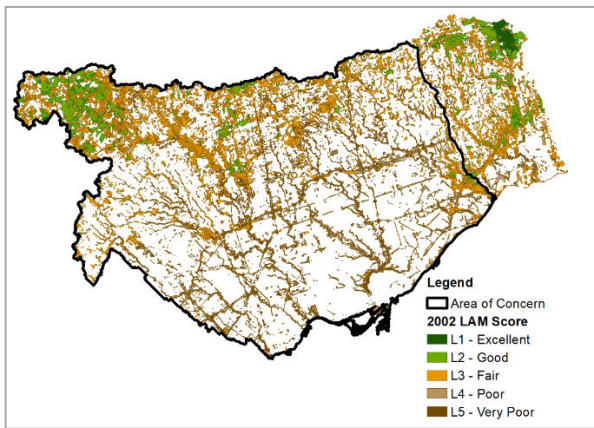 Legend
Area of Concern
2002 LAM Score
L1 - Excellent
L2 - Good
L3 - Fair
L4 - Poor
L5 - Very Poor